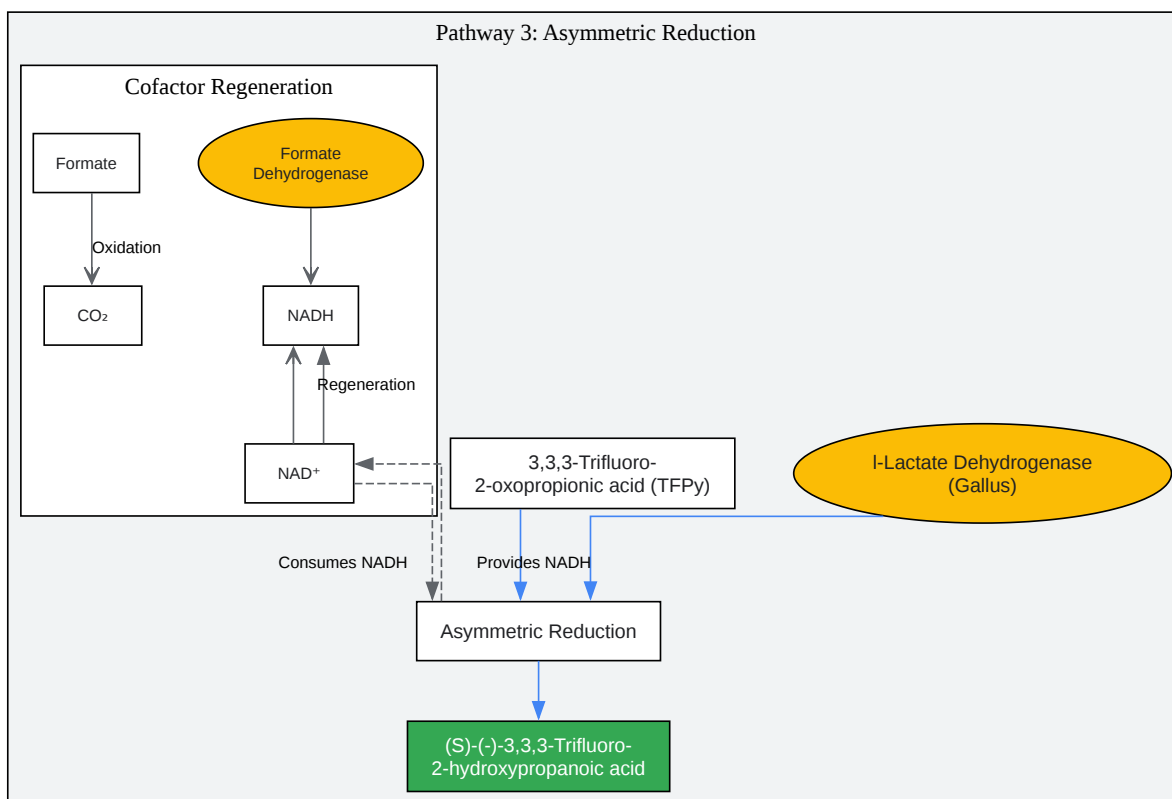 Pathway 3: Asymmetric Reduction
Cofactor Regeneration
Formate
Formate
Dehydrogenase
Oxidation
CO₂
NADH
Regeneration
NAD⁺
3,3,3-Trifluoro-
2-oxopropionic acid (TFPy)
l-Lactate Dehydrogenase
(Gallus)
Consumes NADH
Provides NADH
Asymmetric Reduction
(S)-(-)-3,3,3-Trifluoro-
2-hydroxypropanoic acid